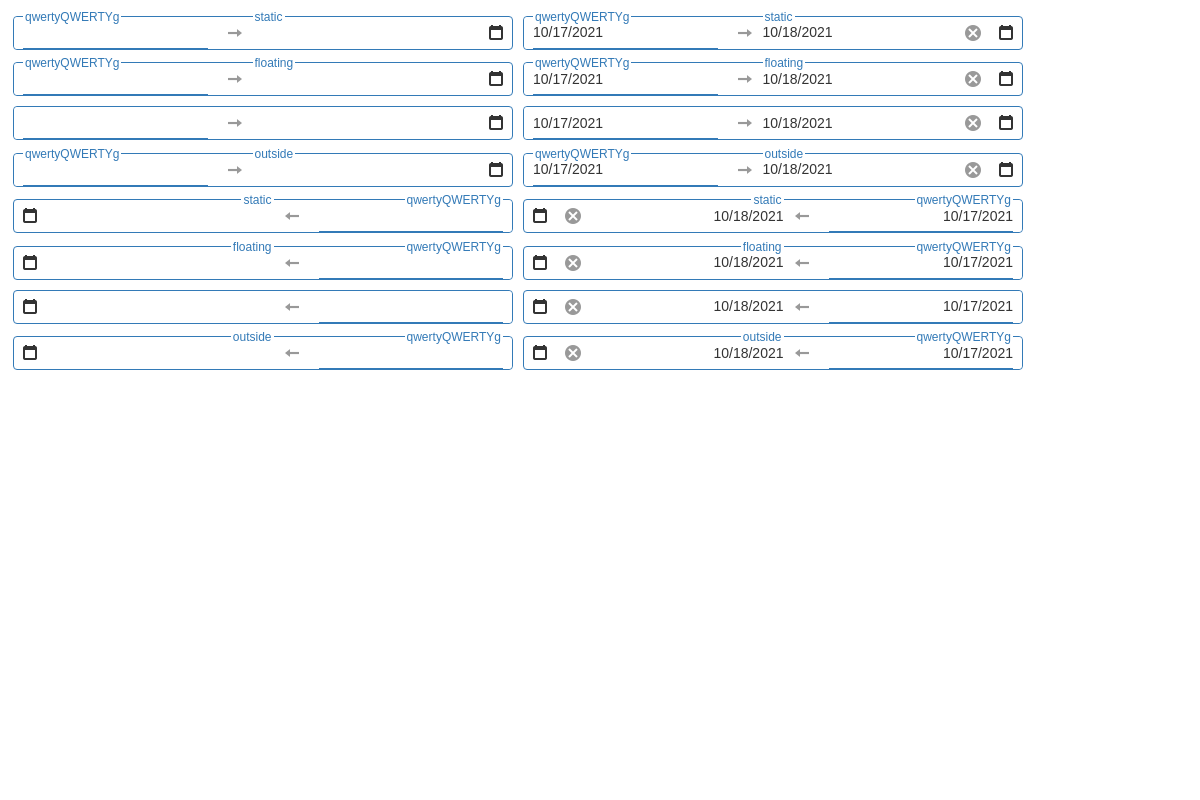 qwertyQWERTYg static qwertyQWERTYg static
10/17/2021 10/18/2021
qwertyQWERTYg floating qwertyQWERTYg floating
10/17/2021 10/18/2021
10/17/2021 10/18/2021
qwertyQWERTYg outside qwertyQWERTYg outside
10/17/2021 10/18/2021
static qwertyQWERTYg static qwertyQWERTYg
10/18/2021 10/17/2021
floating qwertyQWERTYg floating qwertyQWERTYg
10/18/2021 10/17/2021
10/18/2021 10/17/2021
outside qwertyQWERTYg outside qwertyQWERTYg
10/18/2021 10/17/2021